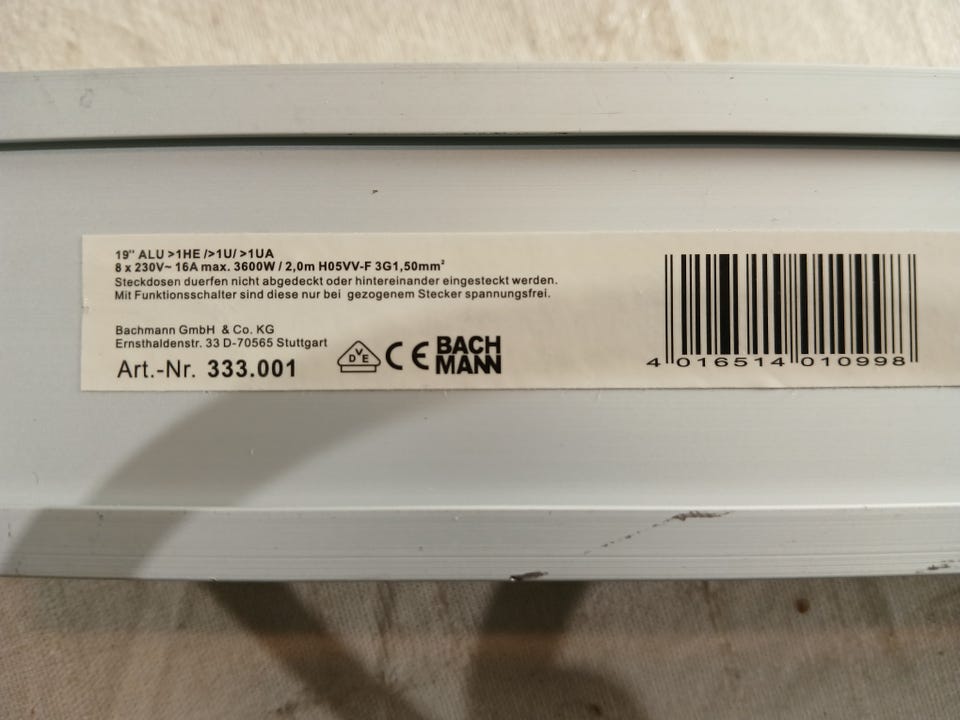 19" ALU >1HE />1U/ >1UA
8 x 230V~ 16A max. 3600W / 2,0m H05VV-F 3G1,50mm²
Steckdosen duerfen nicht abgedeckt oder hintereinander eingesteckt werden.
Mit Funktionsschalter sind diese nur bei gezogenem Stecker spannungsfrei.
Bachmann GmbH & Co. KG
Ernsthaldenstr. 33 D-70565 Stuttgart
Art.-Nr. 333.001
DVE CE BACH
MANN
4 016514 010998